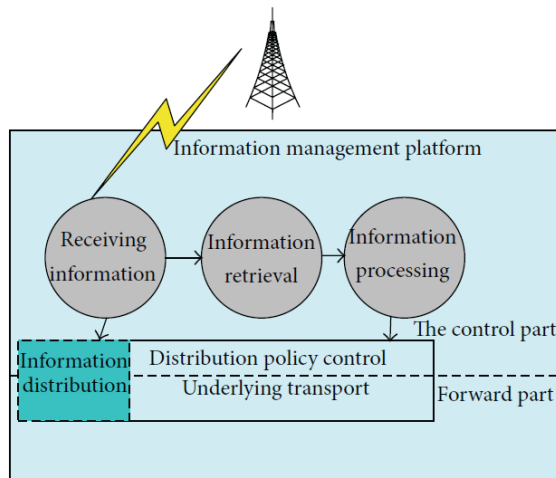 Information management platform
Receiving
information
Information
retrieval
Information
processing
The control part
Information
distribution
Distribution policy control
Underlying transport
Forward part